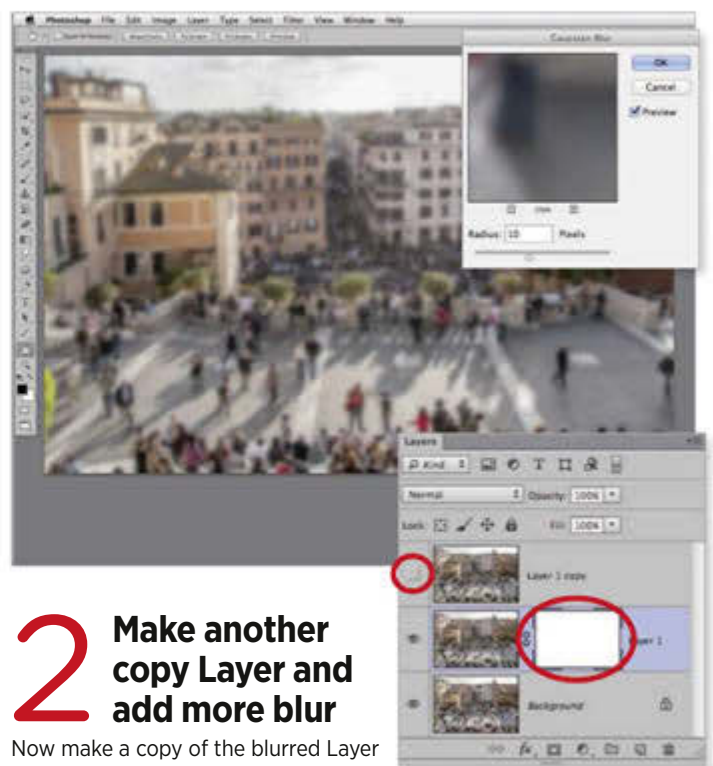 Photoshop File Edit Image Layer Type Select Filter View Window Help
Gaussian Blur
OK
Cancel
Preview
Radius: 10 Pixels
Layers
Kind
Normal Opacity: 100%
Lock: Fill: 100%
Layer 1 copy
Layer 1
Background
fx
2
Make another
copy Layer and
add more blur
Now make a copy of the blurred Layer